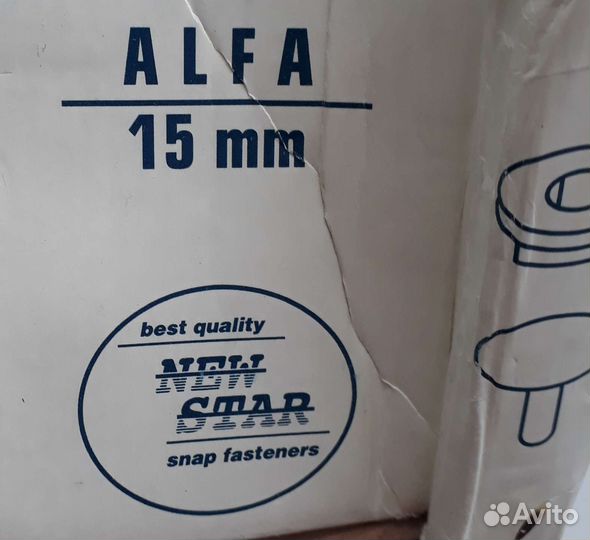 ALFA
15 mm
best quality
NEW
STAR
snap fasteners
Avito